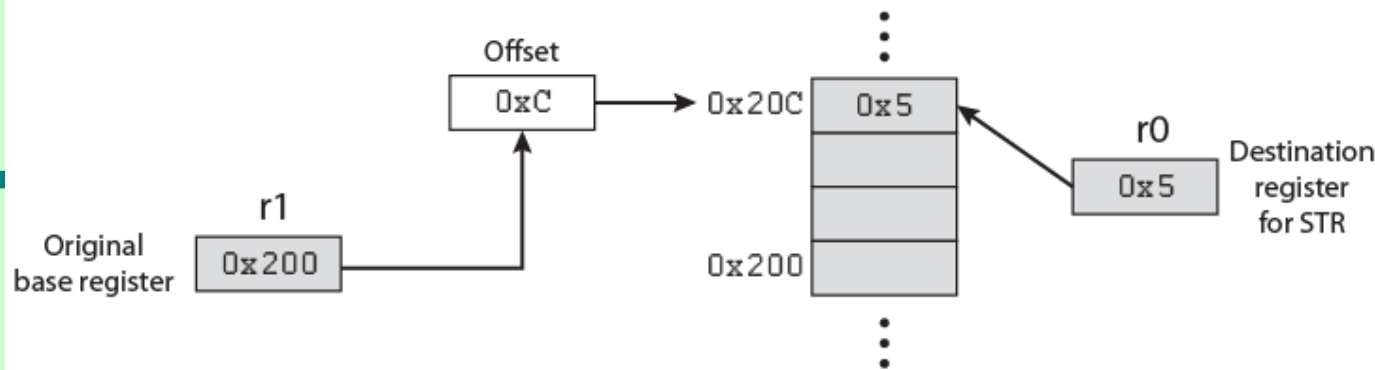 Offset
0xC
0x20C
0x5
r0
0x5
Destination
register
for STR
r1
Original
base register
0x200
0x200